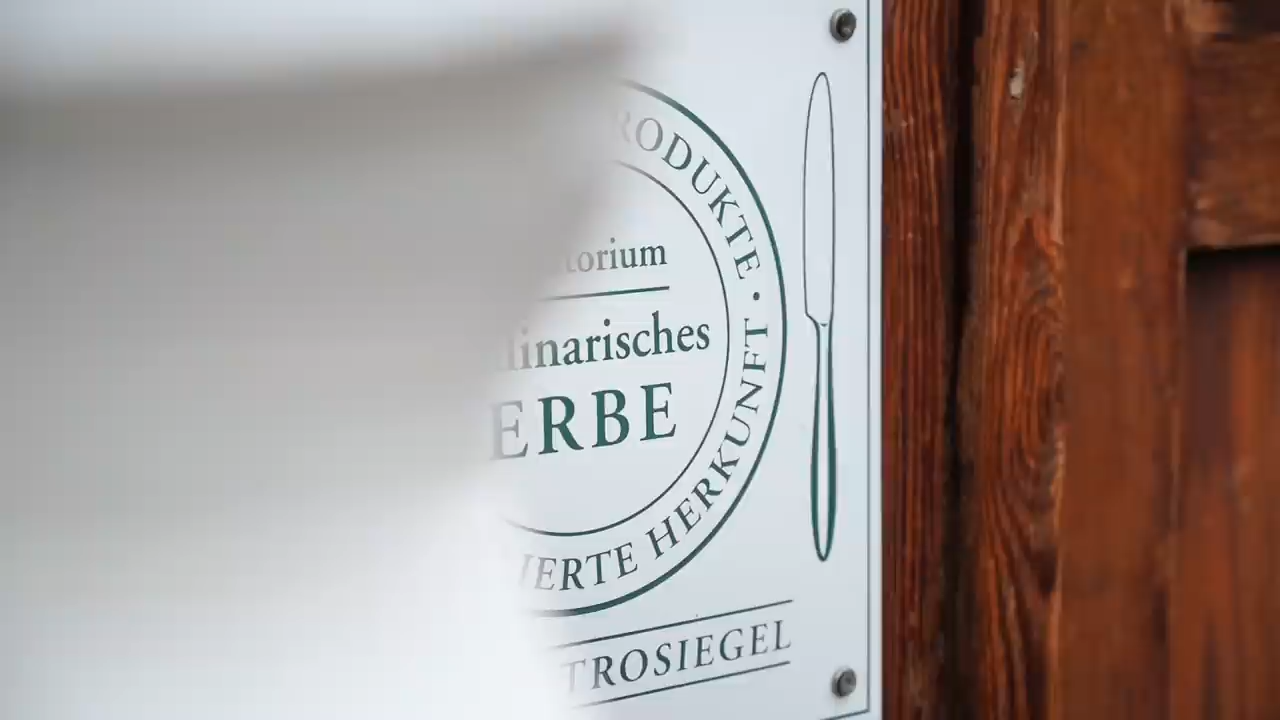 RODUKTE · 
torium
linarisches
ERBE
IERTE HERKUNFT
TROSIEGEL